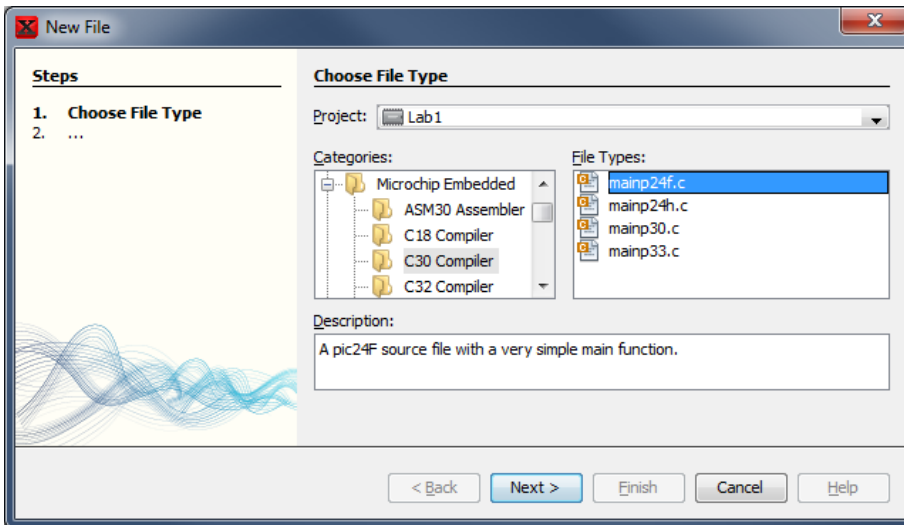 New File
Steps
1. Choose File Type
2. ...
Choose File Type
Project: Lab1
Categories:
Microchip Embedded
ASM30 Assembler
C18 Compiler
C30 Compiler
C32 Compiler
File Types:
mainp24f.c
mainp24h.c
mainp30.c
mainp33.c
Description:
A pic24F source file with a very simple main function.
< Back Next > Finish Cancel Help